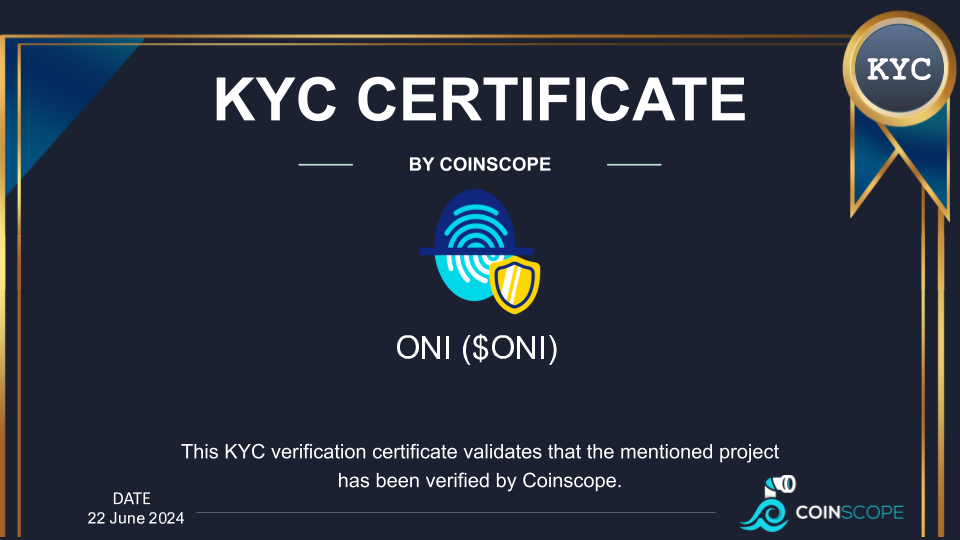 KYC
KYC CERTIFICATE
BY COINSCOPE
ONI ($ONI)
This KYC verification certificate validates that the mentioned project
has been verified by Coinscope.
DATE
22 June 2024
COINSCOPE